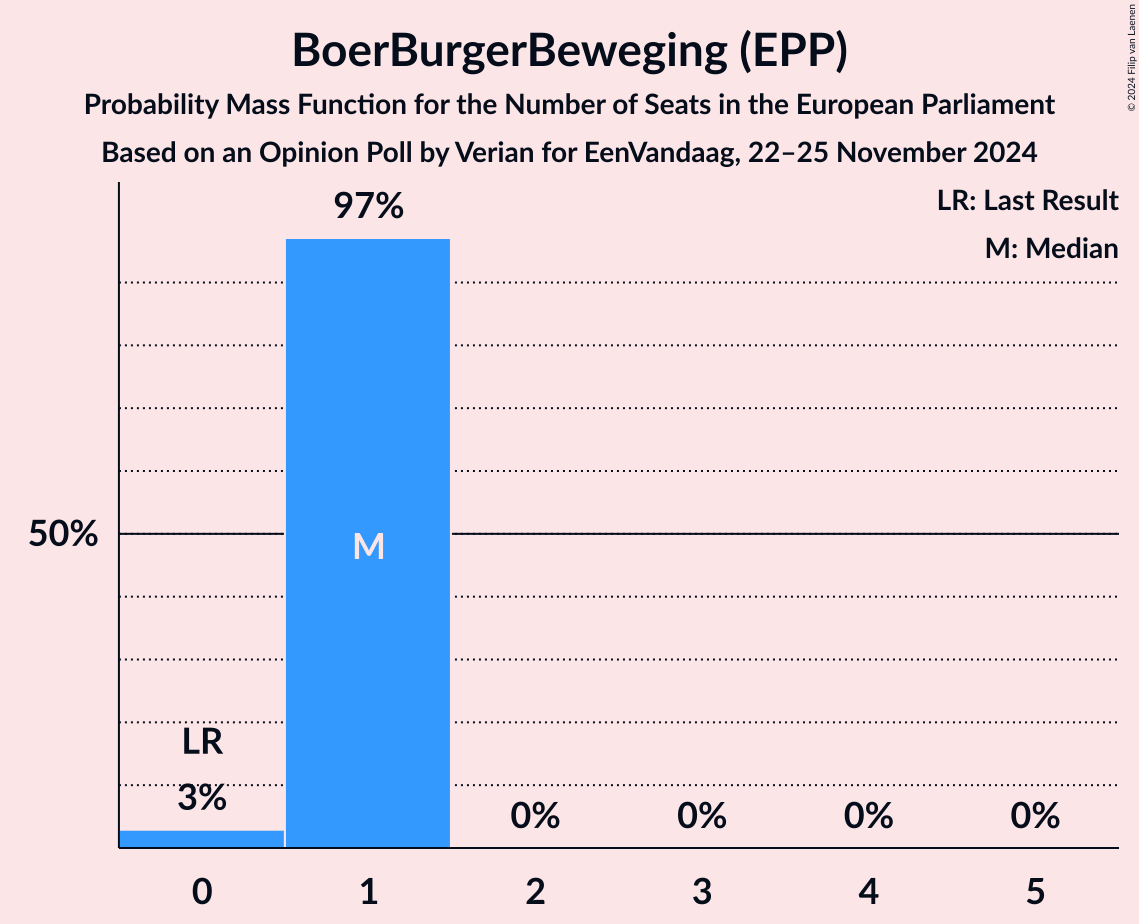 BoerBurgerBeweging (EPP)
Probability Mass Function for the Number of Seats in the European Parliament
Based on an Opinion Poll by Verian for EenVandaag, 22–25 November 2024
© 2024 Filip van Laenen
LR: Last Result
M: Median
97%
50%
M
LR
3%
0%
0%
0%
0%
0
1
2
3
4
5